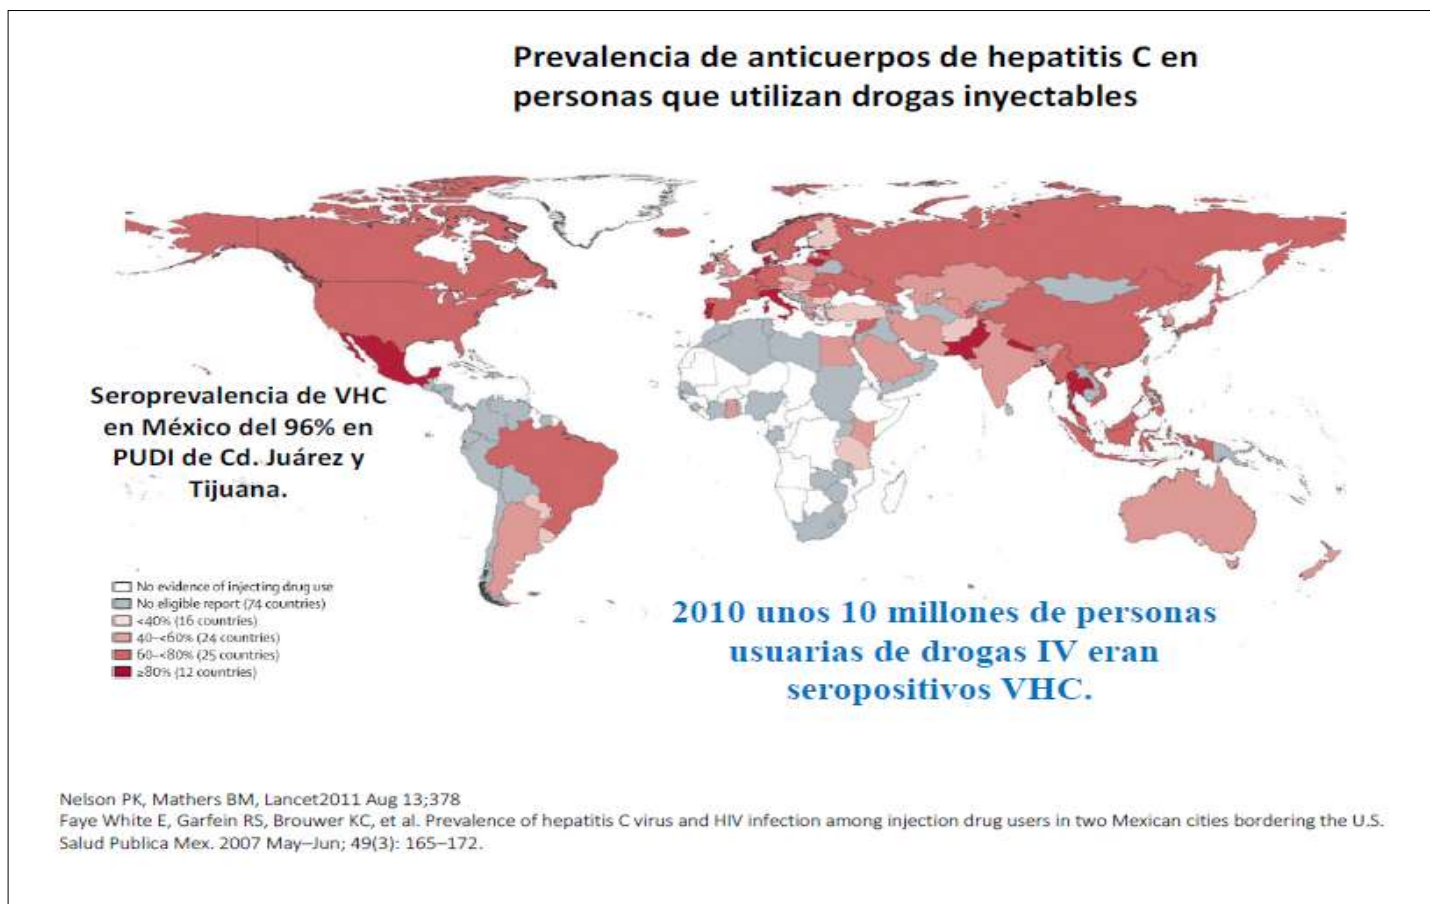 Prevalencia de anticuerpos de hepatitis C en
personas que utilizan drogas inyectables
Seroprevalencia de VHC
en México del 96% en
PUDI de Cd. Juárez y
Tijuana.
No evidence of injecting drug use
No eligible report (74 countries)
<40% (16 countries)
40–<60% (24 countries)
60–<80% (25 countries)
≥80% (12 countries)
2010 unos 10 millones de personas
usuarias de drogas IV eran
seropositivos VHC.
Nelson PK, Mathers BM, Lancet2011 Aug 13;378
Faye White E, Garfein RS, Brouwer KC, et al. Prevalence of hepatitis C virus and HIV infection among injection drug users in two Mexican cities bordering the U.S.
Salud Publica Mex. 2007 May–Jun; 49(3): 165–172.